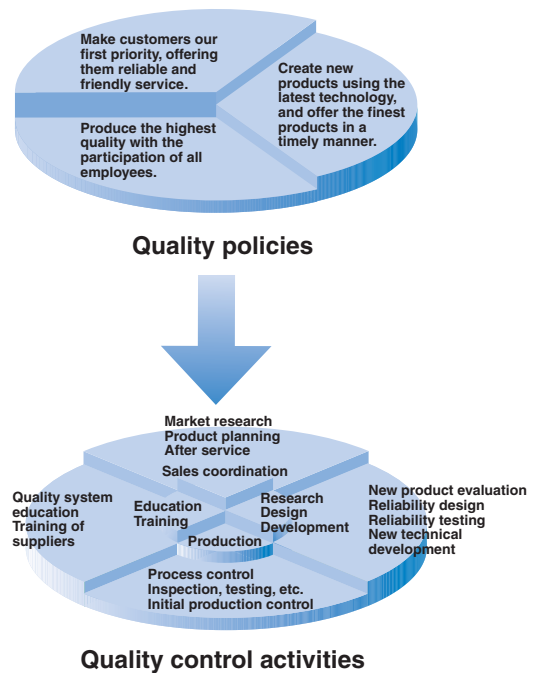 Make customers our
first priority, offering
them reliable and
friendly service.
Create new
products using the
latest technology,
and offer the finest
products in a
timely manner.
Produce the highest
quality with the
participation of all
employees.
Quality policies
Market research
Product planning
After service
Sales coordination
Quality system
education
Training of
suppliers
Education
Training
Research
Design
Development
New product evaluation
Reliability design
Reliability testing
New technical
development
Production
Process control
Inspection, testing, etc.
Initial production control
Quality control activities